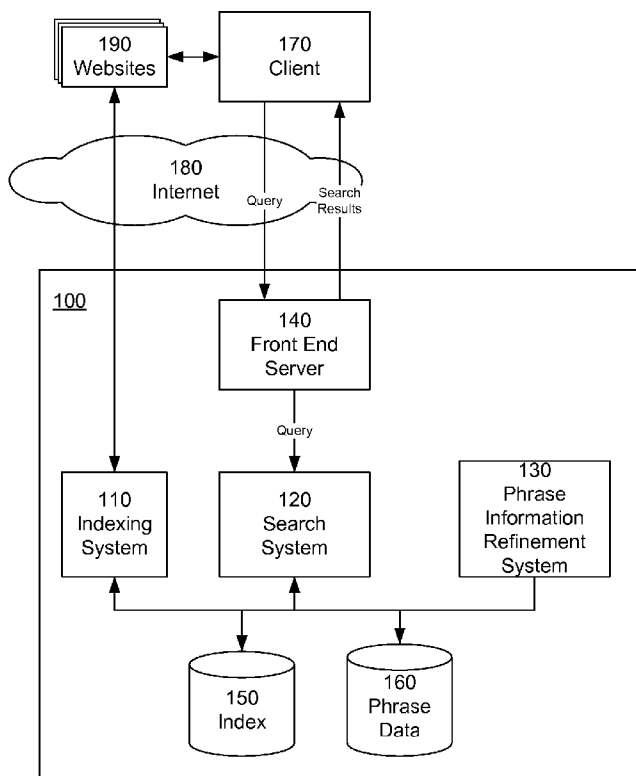 190
Websites
170
Client
180
Internet
Query
Search
Results
100
140
Front End
Server
Query
110
Indexing
System
120
Search
System
130
Phrase
Information
Refinement
System
150
Index
160
Phrase
Data